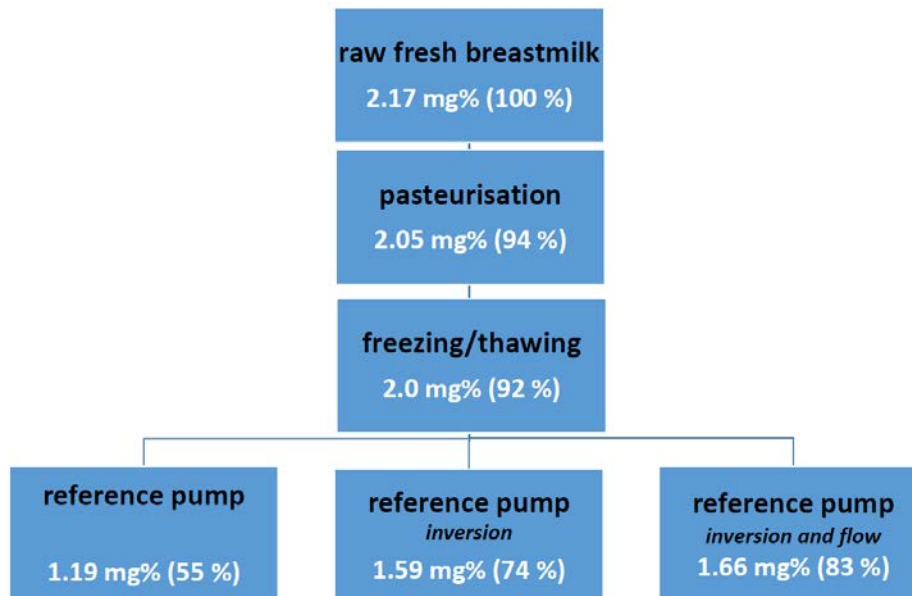 raw fresh breastmilk
2.17 mg% (100 %)
pasteurisation
2.05 mg% (94 %)
freezing/thawing
2.0 mg% (92 %)
reference pump
1.19 mg% (55 %)
reference pump
inversion
1.59 mg% (74 %)
reference pump
inversion and flow
1.66 mg% (83 %)